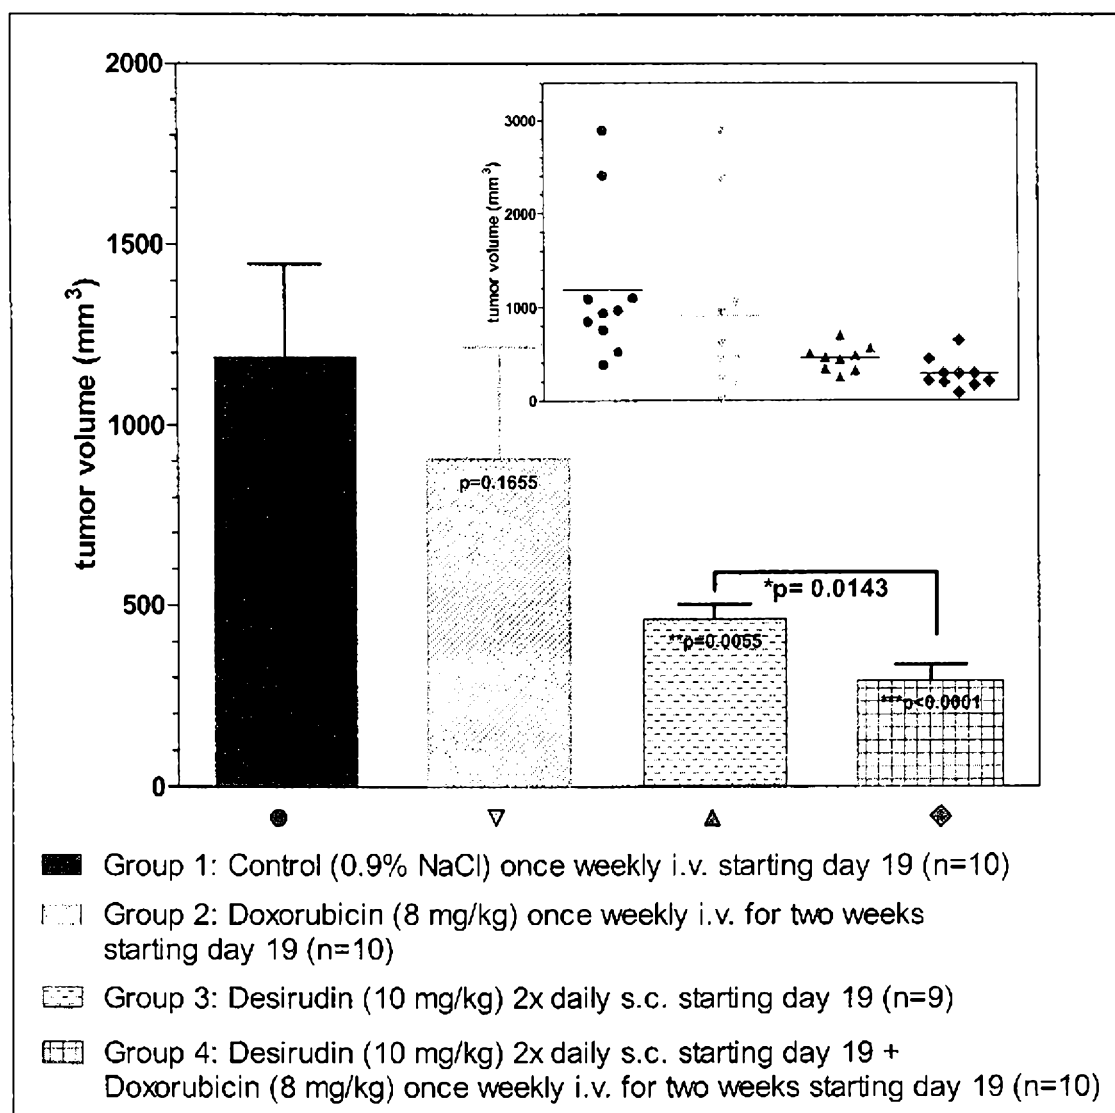 2000
1500
1000
500
0
tumor volume (mm³)
3000
2000
1000
0
tumor volume (mm³)
p=0.1655
*p= 0.0143
**p=0.0055
***p<0.0001
Group 1: Control (0.9% NaCl) once weekly i.v. starting day 19 (n=10)
Group 2: Doxorubicin (8 mg/kg) once weekly i.v. for two weeks
starting day 19 (n=10)
Group 3: Desirudin (10 mg/kg) 2x daily s.c. starting day 19 (n=9)
Group 4: Desirudin (10 mg/kg) 2x daily s.c. starting day 19 +
Doxorubicin (8 mg/kg) once weekly i.v. for two weeks starting day 19 (n=10)